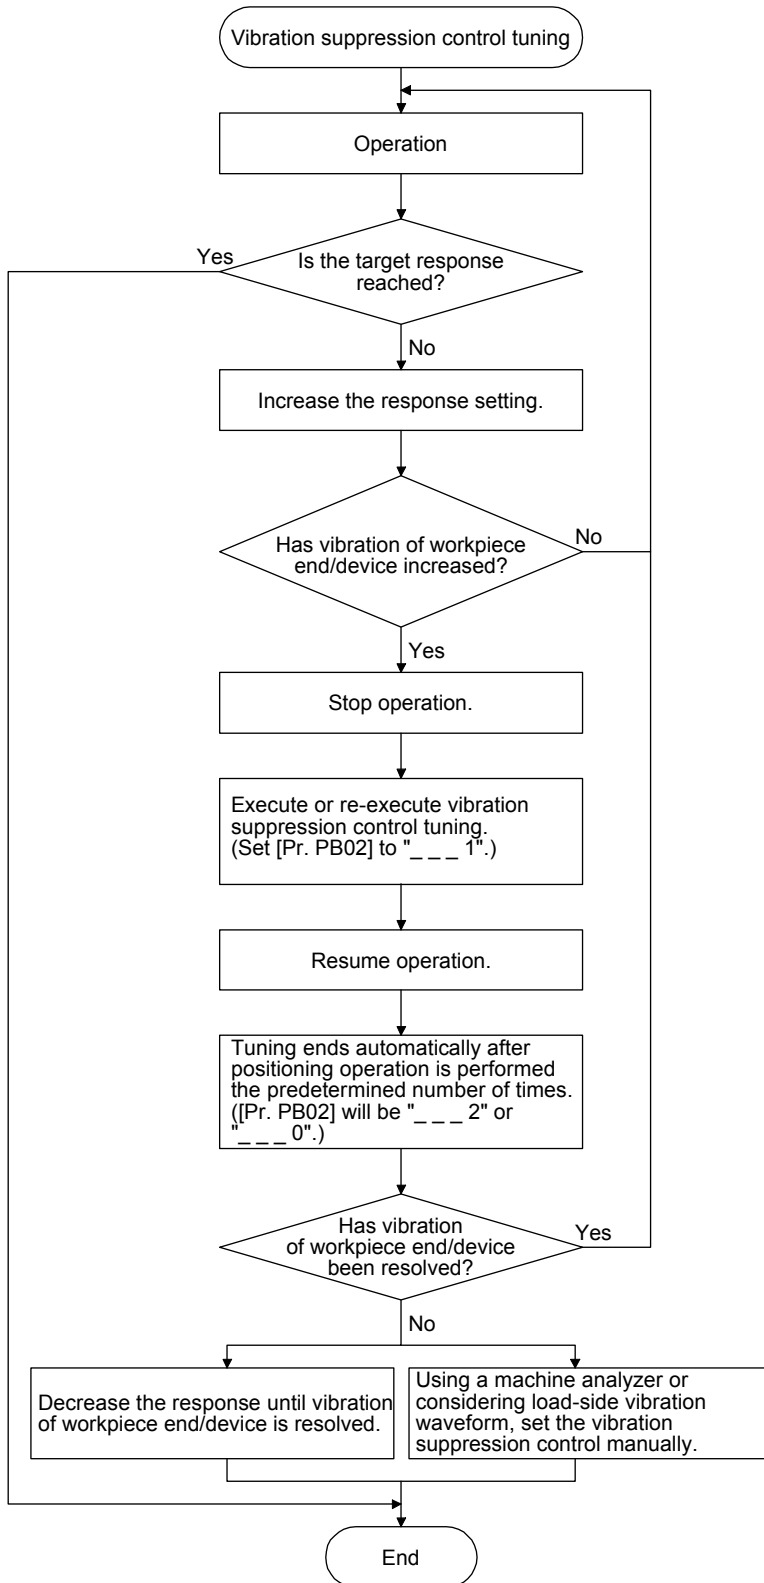 Vibration suppression control tuning
Operation
Yes
Is the target response
reached?
No
Increase the response setting.
Has vibration of workpiece
end/device increased?
No
Yes
Stop operation.
Execute or re-execute vibration
suppression control tuning.
(Set [Pr. PB02] to "_ _ _ 1".)
Resume operation.
Tuning ends automatically after
positioning operation is performed
the predetermined number of times.
([Pr. PB02] will be "_ _ _ 2" or
"_ _ _ 0".)
Has vibration
of workpiece end/device
been resolved?
Yes
No
Decrease the response until vibration
of workpiece end/device is resolved.
Using a machine analyzer or
considering load-side vibration
waveform, set the vibration
suppression control manually.
End